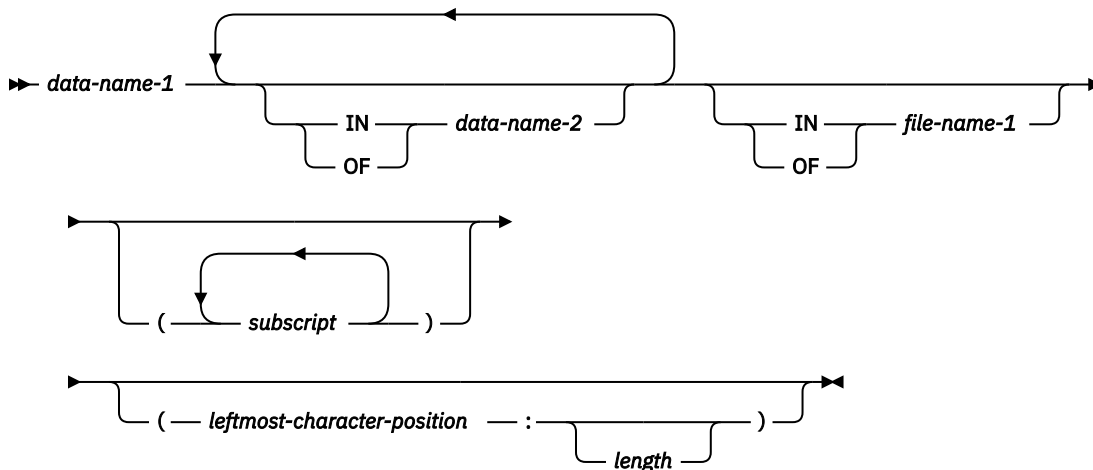 data-name-1
IN data-name-2 IN file-name-1
OF OF
( subscript )
( leftmost-character-position : )
length